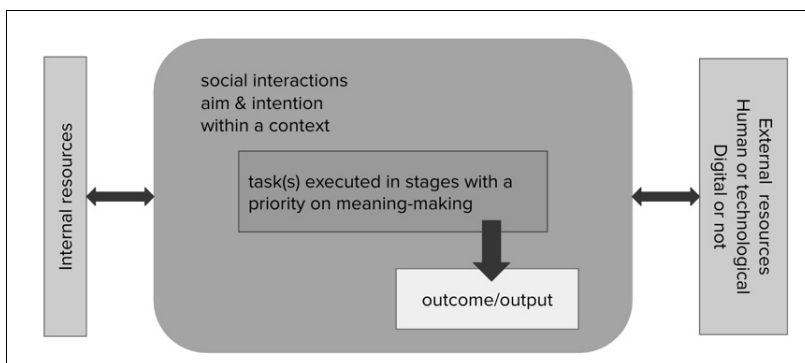 Internal resources
social interactions
aim & intention
within a context
task(s) executed in stages with a
priority on meaning-making
outcome/output
External resources
Human or technological
Digital or not